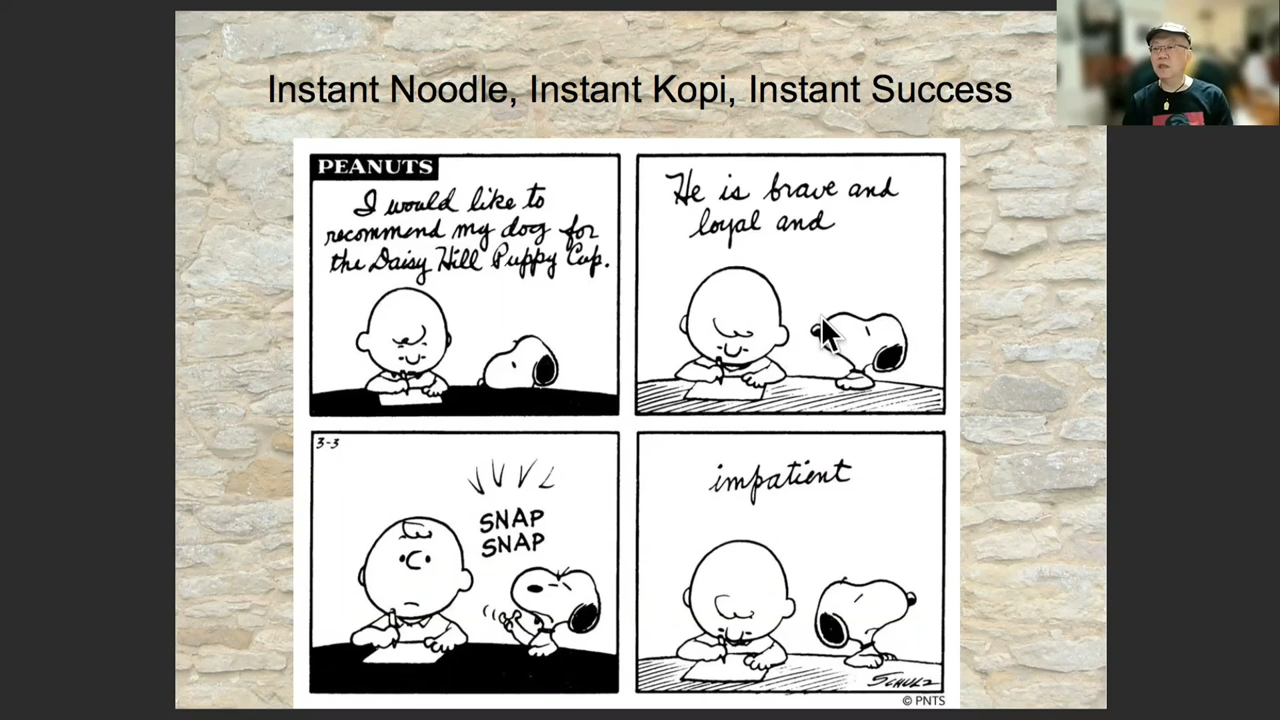 Instant Noodle, Instant Kopi, Instant Success
PEANUTS
I would like to
recommend my dog for
the Daisy Hill Puppy Cup.
He is brave and
loyal and
3-3
SNAP
SNAP
impatient
SCHULZ
© PNTS